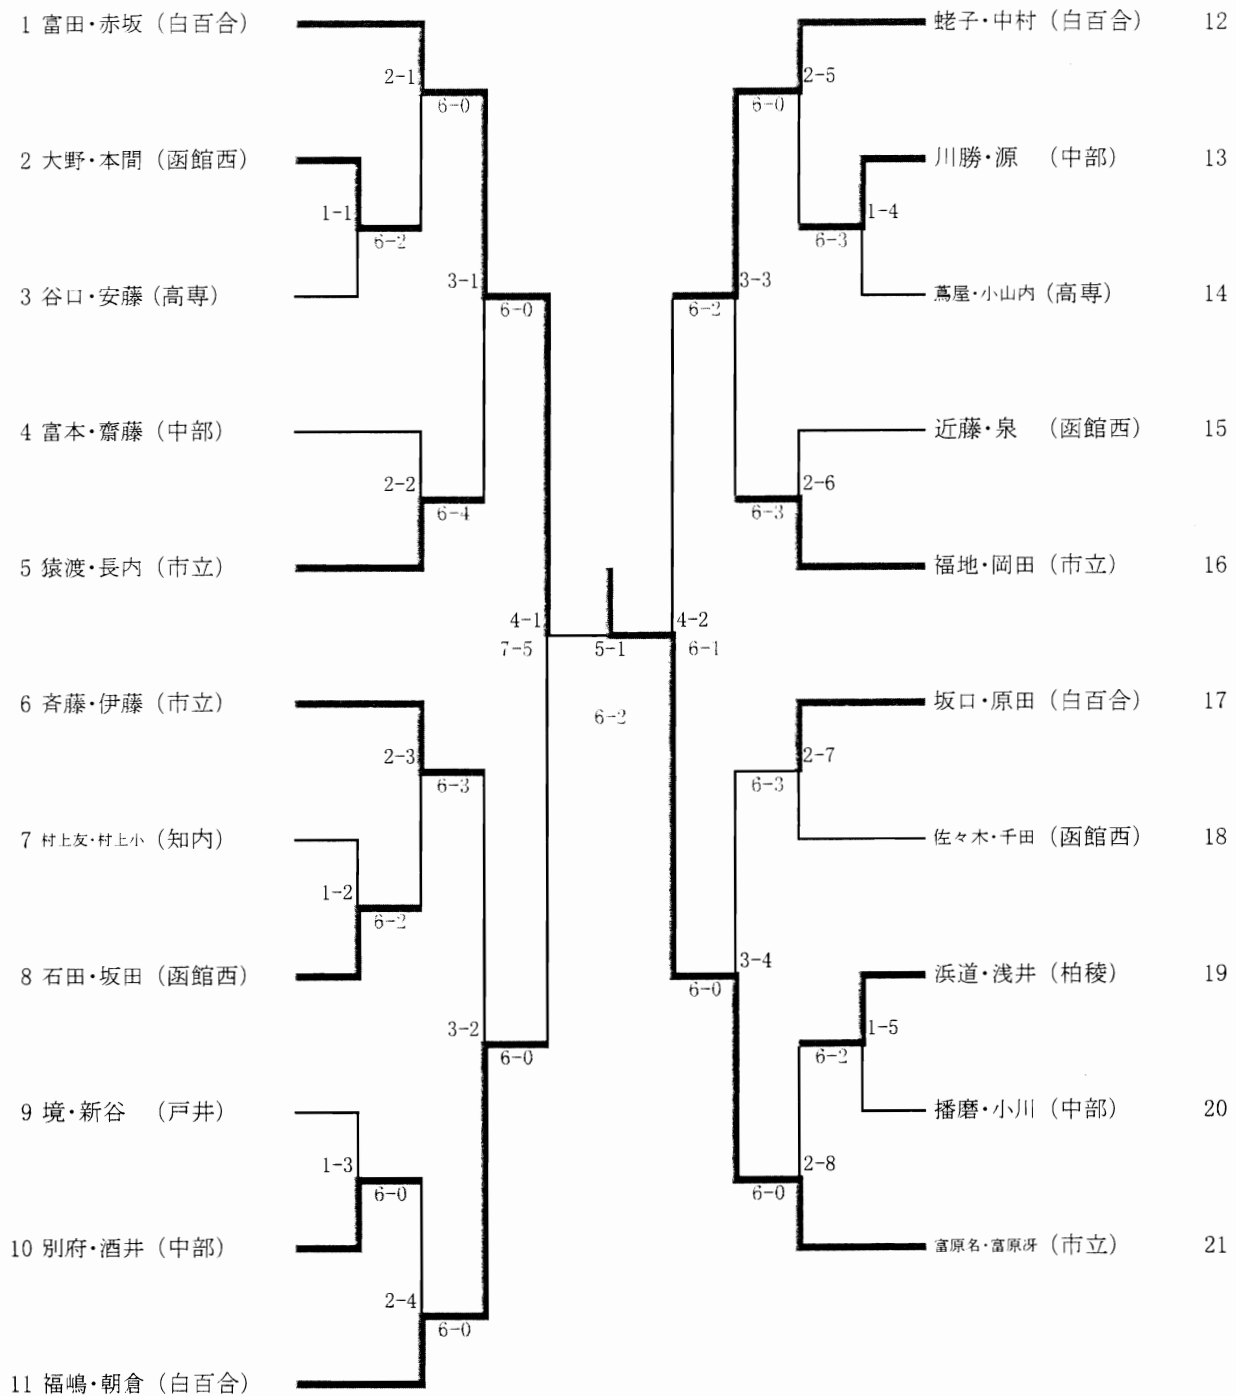 1 富田・赤坂（白百合）
2-1
6-0
2 大野・本間（函館西）
1-1
6-2
3 谷口・安藤（高専）
3-1
6-0
4 富本・齋藤（中部）
2-2
6-4
5 猿渡・長内（市立）
4-1
7-5
6 斉藤・伊藤（市立）
2-3
6-3
7 村上友・村上小（知内）
1-2
6-2
8 石田・坂田（函館西）
3-2
6-0
9 境・新谷　（戸井）
1-3
6-0
10 別府・酒井（中部）
2-4
6-0
11 福嶋・朝倉（白百合）
5-1
6-2
蛯子・中村（白百合） 12
2-5
6-0
川勝・源　（中部） 13
1-4
6-3
蔦屋・小山内（高専） 14
3-3
6-2
近藤・泉　（函館西） 15
2-6
6-3
福地・岡田（市立） 16
4-2
6-1
坂口・原田（白百合） 17
2-7
6-3
佐々木・千田（函館西） 18
3-4
6-0
浜道・浅井（柏稜） 19
1-5
6-2
播磨・小川（中部） 20
2-8
6-0
富原名・富原冴（市立） 21